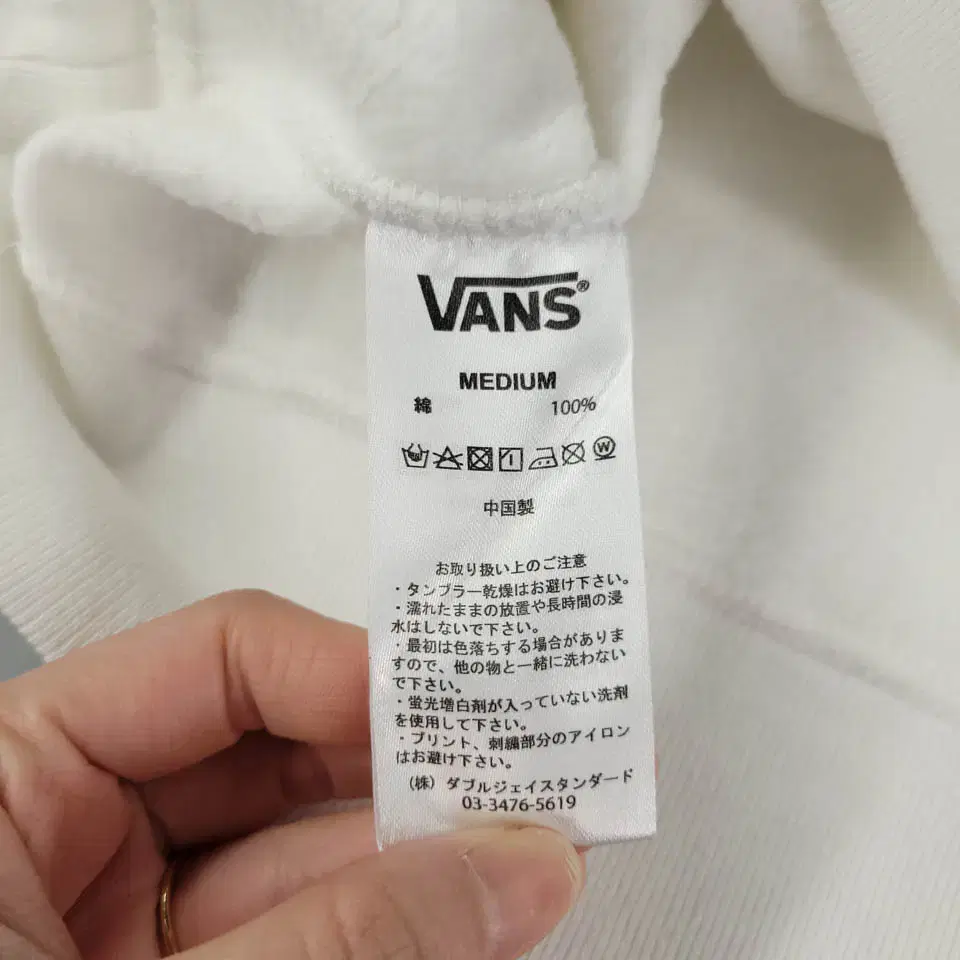 VANS®
MEDIUM
綿 100%
中国製
お取り扱い上のご注意
・タンブラー乾燥はお避け下さい。
・濡れたままの放置や長時間の浸
水はしないで下さい。
・最初は色落ちする場合がありま
すので、他の物と一緒に洗わない
で下さい。
・蛍光増白剤が入っていない洗剤
を使用して下さい。
・プリント、刺繍部分のアイロン
はお避け下さい。
(株) ダブルジェイスタンダード
03-3476-5619